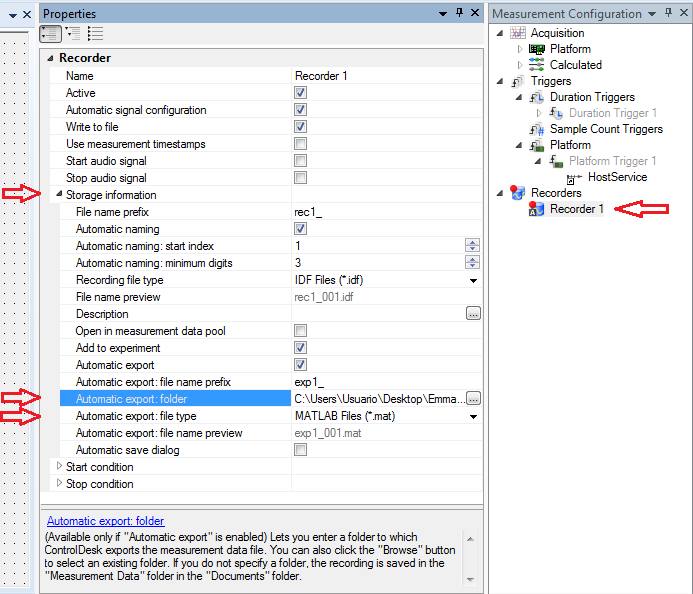 Properties
Recorder
Name Recorder 1
Active
Automatic signal configuration
Write to file
Use measurement timestamps
Start audio signal
Stop audio signal
Storage information
File name prefix rec1_
Automatic naming
Automatic naming: start index 1
Automatic naming: minimum digits 3
Recording file type IDF Files (*.idf)
File name preview rec1_001.idf
Description ...
Open in measurement data pool
Add to experiment
Automatic export
Automatic export: file name prefix exp1_
Automatic export: folder C:\Users\Usuario\Desktop\Emma... ...
Automatic export: file type MATLAB Files (*.mat)
Automatic export: file name preview exp1_001.mat
Automatic save dialog
Start condition
Stop condition
Automatic export: folder
(Available only if "Automatic export" is enabled) Lets you enter a folder to which
ControlDesk exports the measurement data file. You can also click the "Browse" button
to select an existing folder. If you do not specify a folder, the recording is saved in the
"Measurement Data" folder in the "Documents" folder.
Measurement Configuration
Acquisition
Platform
Calculated
Triggers
Duration Triggers
Duration Trigger 1
Sample Count Triggers
Platform
Platform Trigger 1
HostService
Recorders
Recorder 1